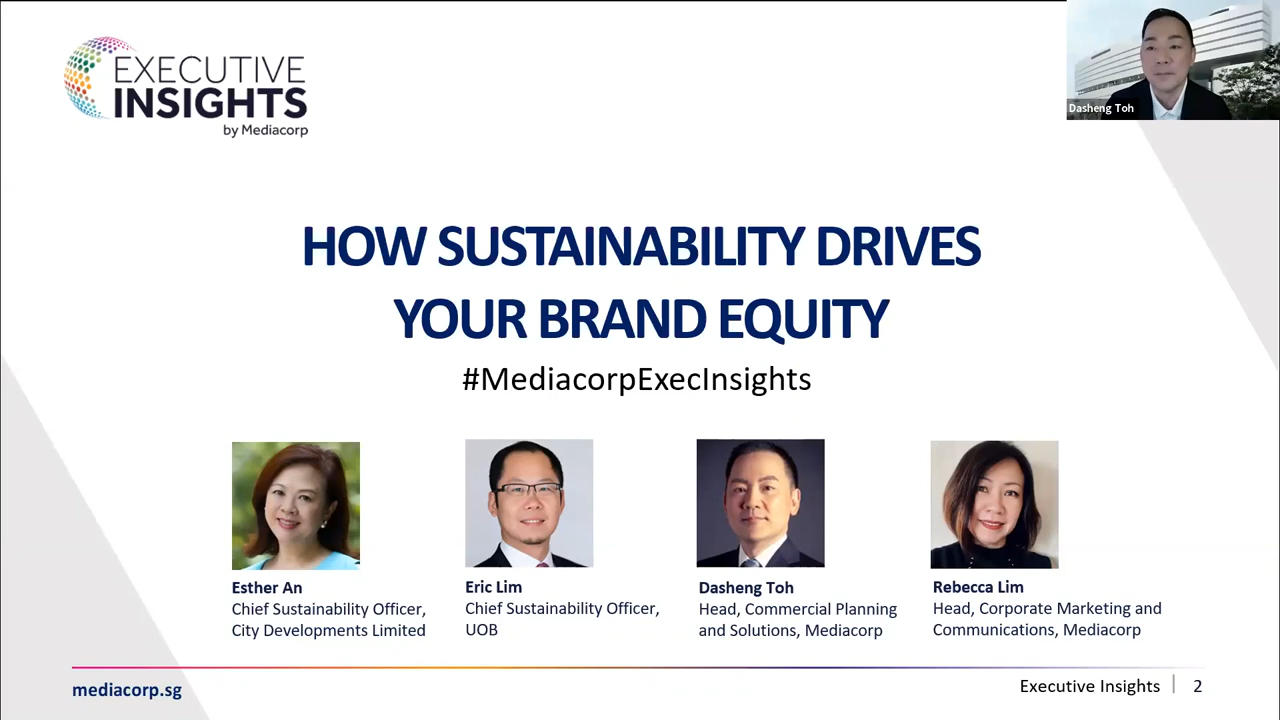 EXECUTIVE
INSIGHTS
by Mediacorp
Dasheng Toh
HOW SUSTAINABILITY DRIVES
YOUR BRAND EQUITY
#MediacorpExecInsights
Esther An
Chief Sustainability Officer,
City Developments Limited
Eric Lim
Chief Sustainability Officer,
UOB
Dasheng Toh
Head, Commercial Planning
and Solutions, Mediacorp
Rebecca Lim
Head, Corporate Marketing and
Communications, Mediacorp
mediacorp.sg
Executive Insights | 2